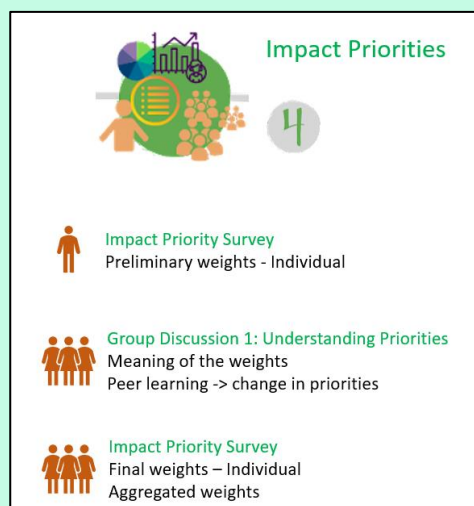 Impact Priorities
4
Impact Priority Survey
Preliminary weights - Individual
Group Discussion 1: Understanding Priorities
Meaning of the weights
Peer learning -> change in priorities
Impact Priority Survey
Final weights – Individual
Aggregated weights